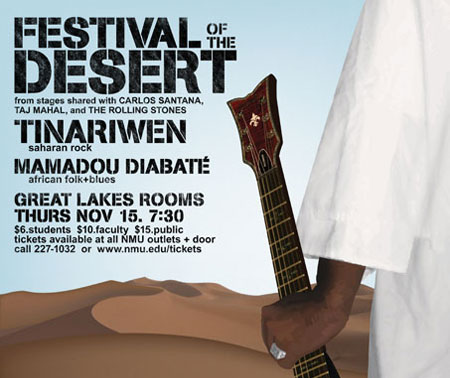 FESTIVAL OF THE
DESERT
from stages shared with CARLOS SANTANA,
TAJ MAHAL, and THE ROLLING STONES
TINARIWEN
saharan rock
MAMADOU DIABATÉ
african folk+blues
GREAT LAKES ROOMS
THURS NOV 15. 7:30
$6.students $10.faculty $15.public
tickets available at all NMU outlets + door
call 227-1032 or www.nmu.edu/tickets